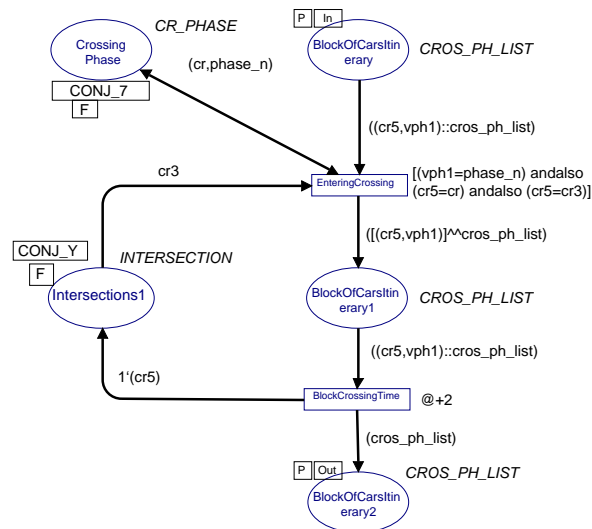 CR_PHASE
P In
Crossing
Phase
BlockOfCarsItin
erary
CROS_PH_LIST
(cr,phase_n)
CONJ_7
F
((cr5,vph1)::cros_ph_list)
cr3
EnteringCrossing
[(vph1=phase_n) andalso
(cr5=cr) andalso (cr5=cr3)]
([(cr5,vph1)]^^cros_ph_list)
CONJ_Y
INTERSECTION
F
Intersections1
BlockOfCarsItin
erary1
CROS_PH_LIST
((cr5,vph1)::cros_ph_list)
1‘(cr5)
BlockCrossingTime
@+2
(cros_ph_list)
P Out
CROS_PH_LIST
BlockOfCarsItin
erary2